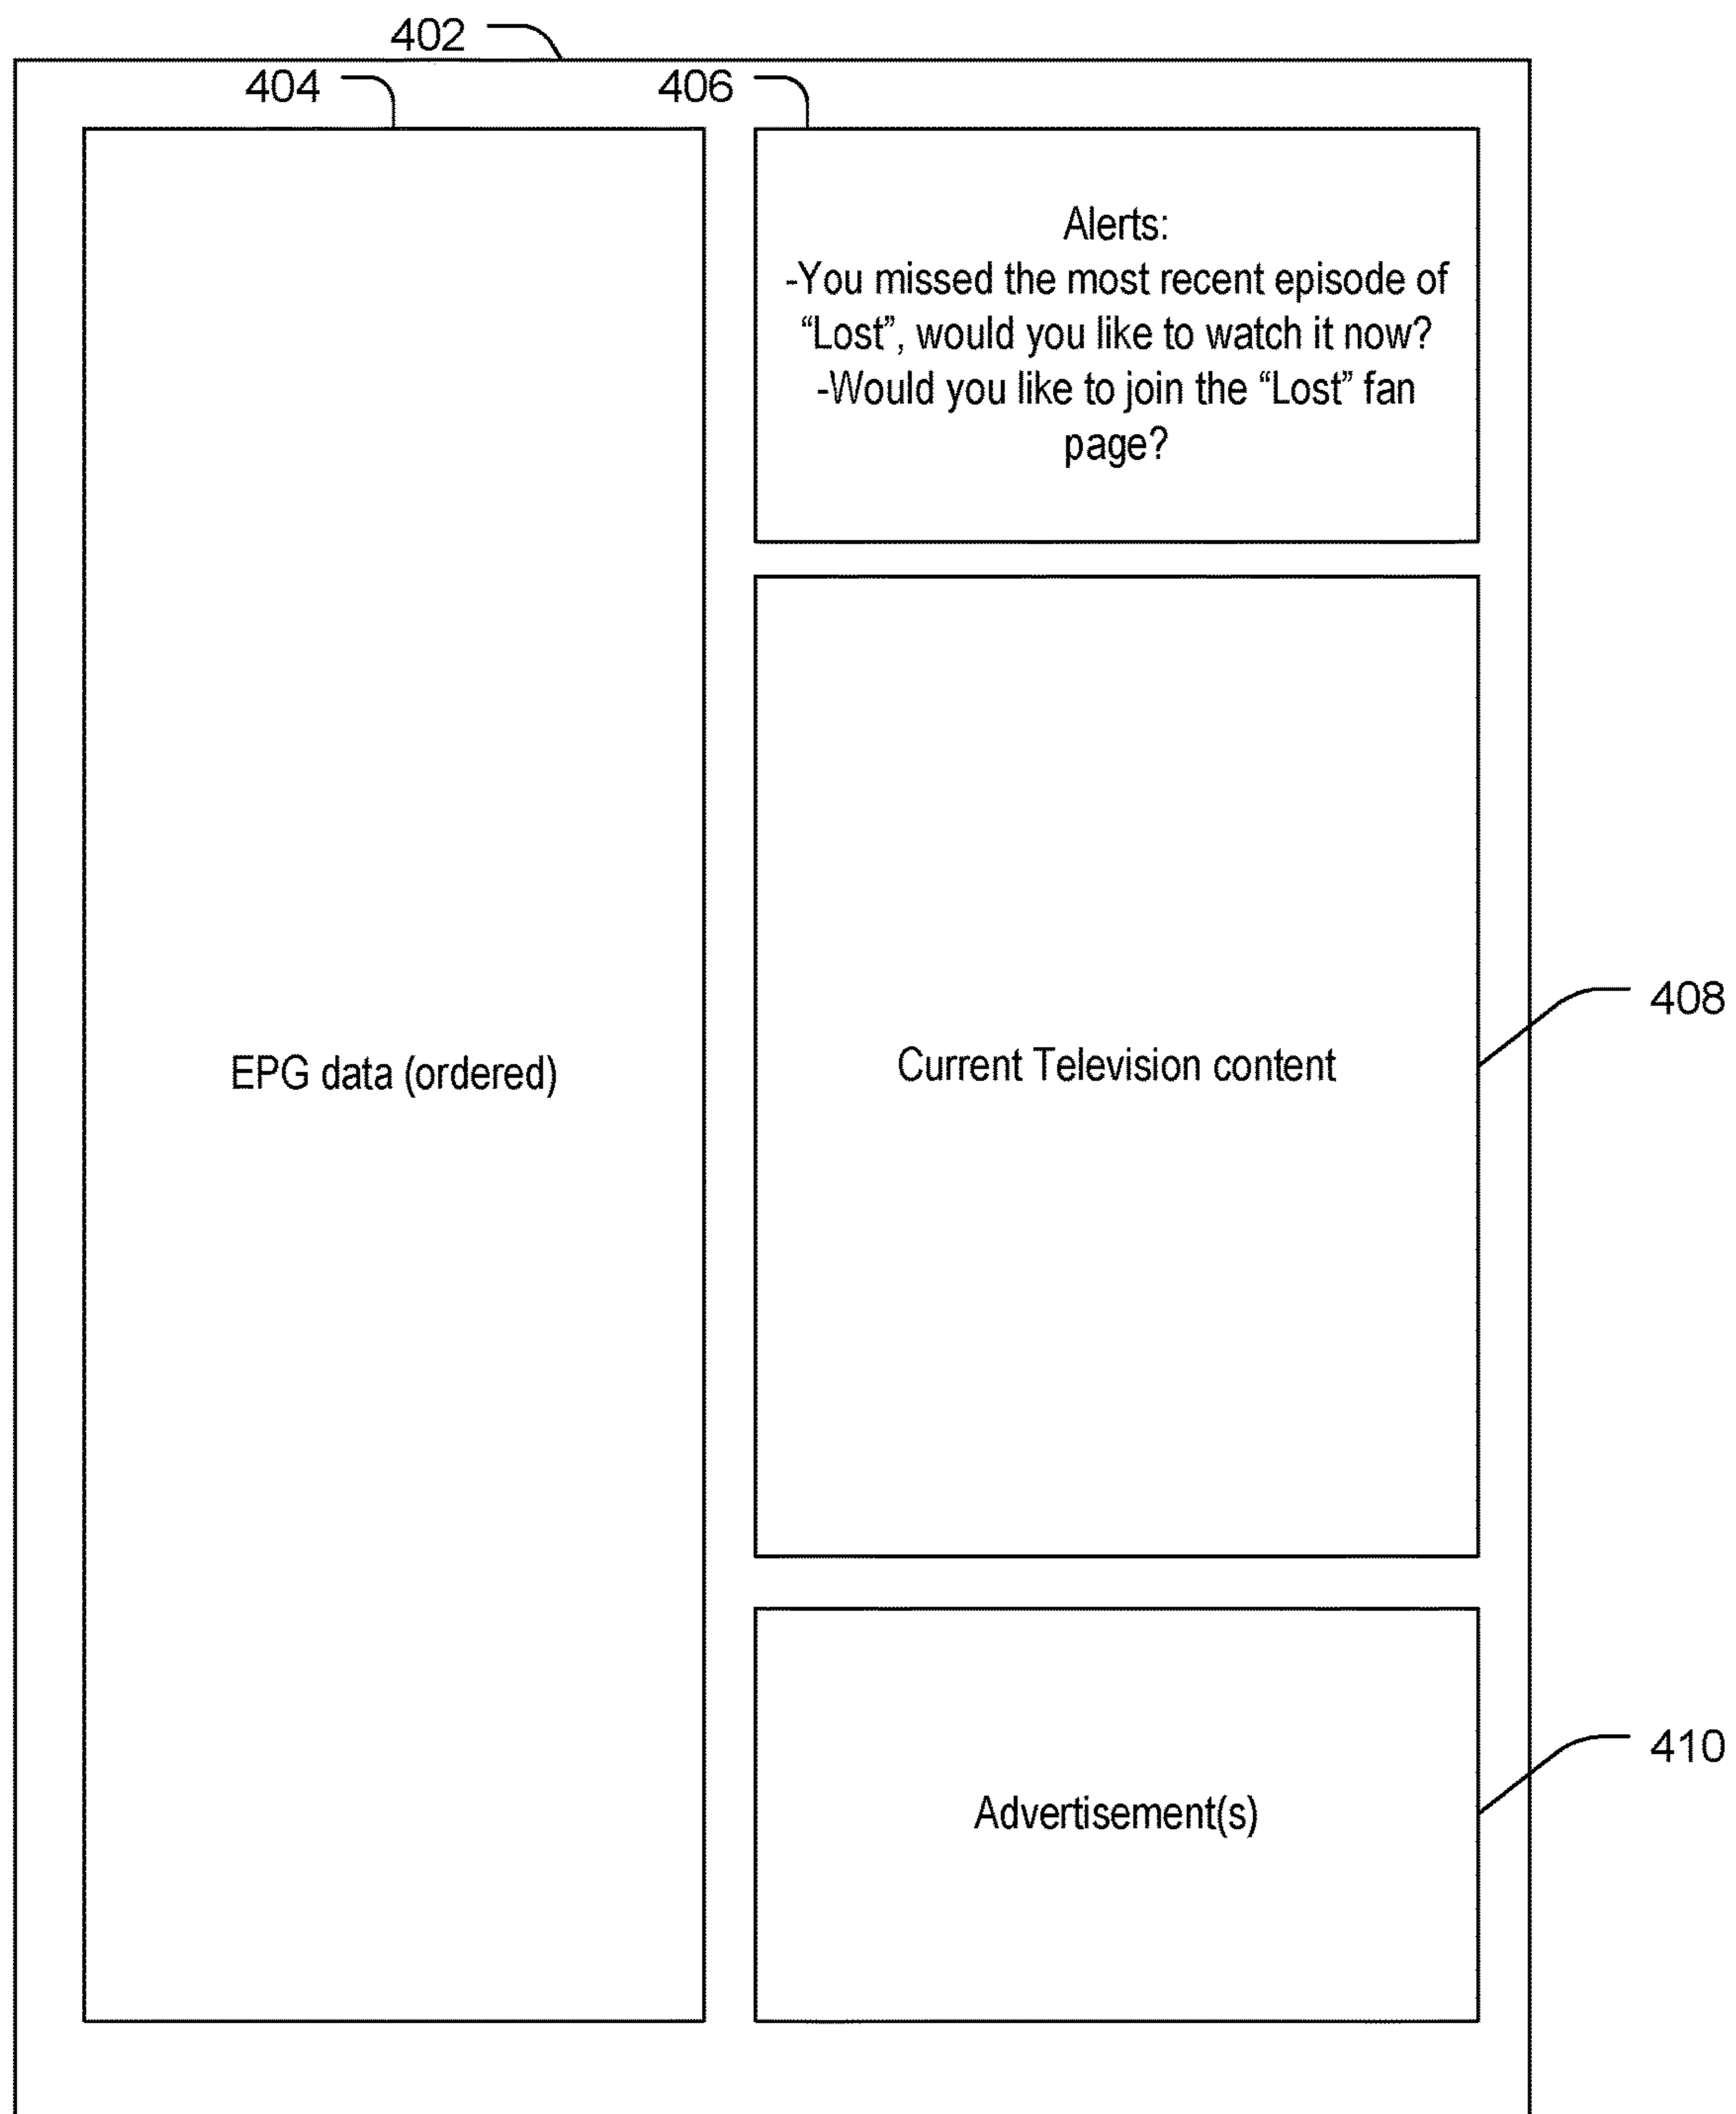 402
404
406
Alerts:
-You missed the most recent episode of
“Lost”, would you like to watch it now?
-Would you like to join the “Lost” fan
page?
408
EPG data (ordered)
Current Television content
410
Advertisement(s)